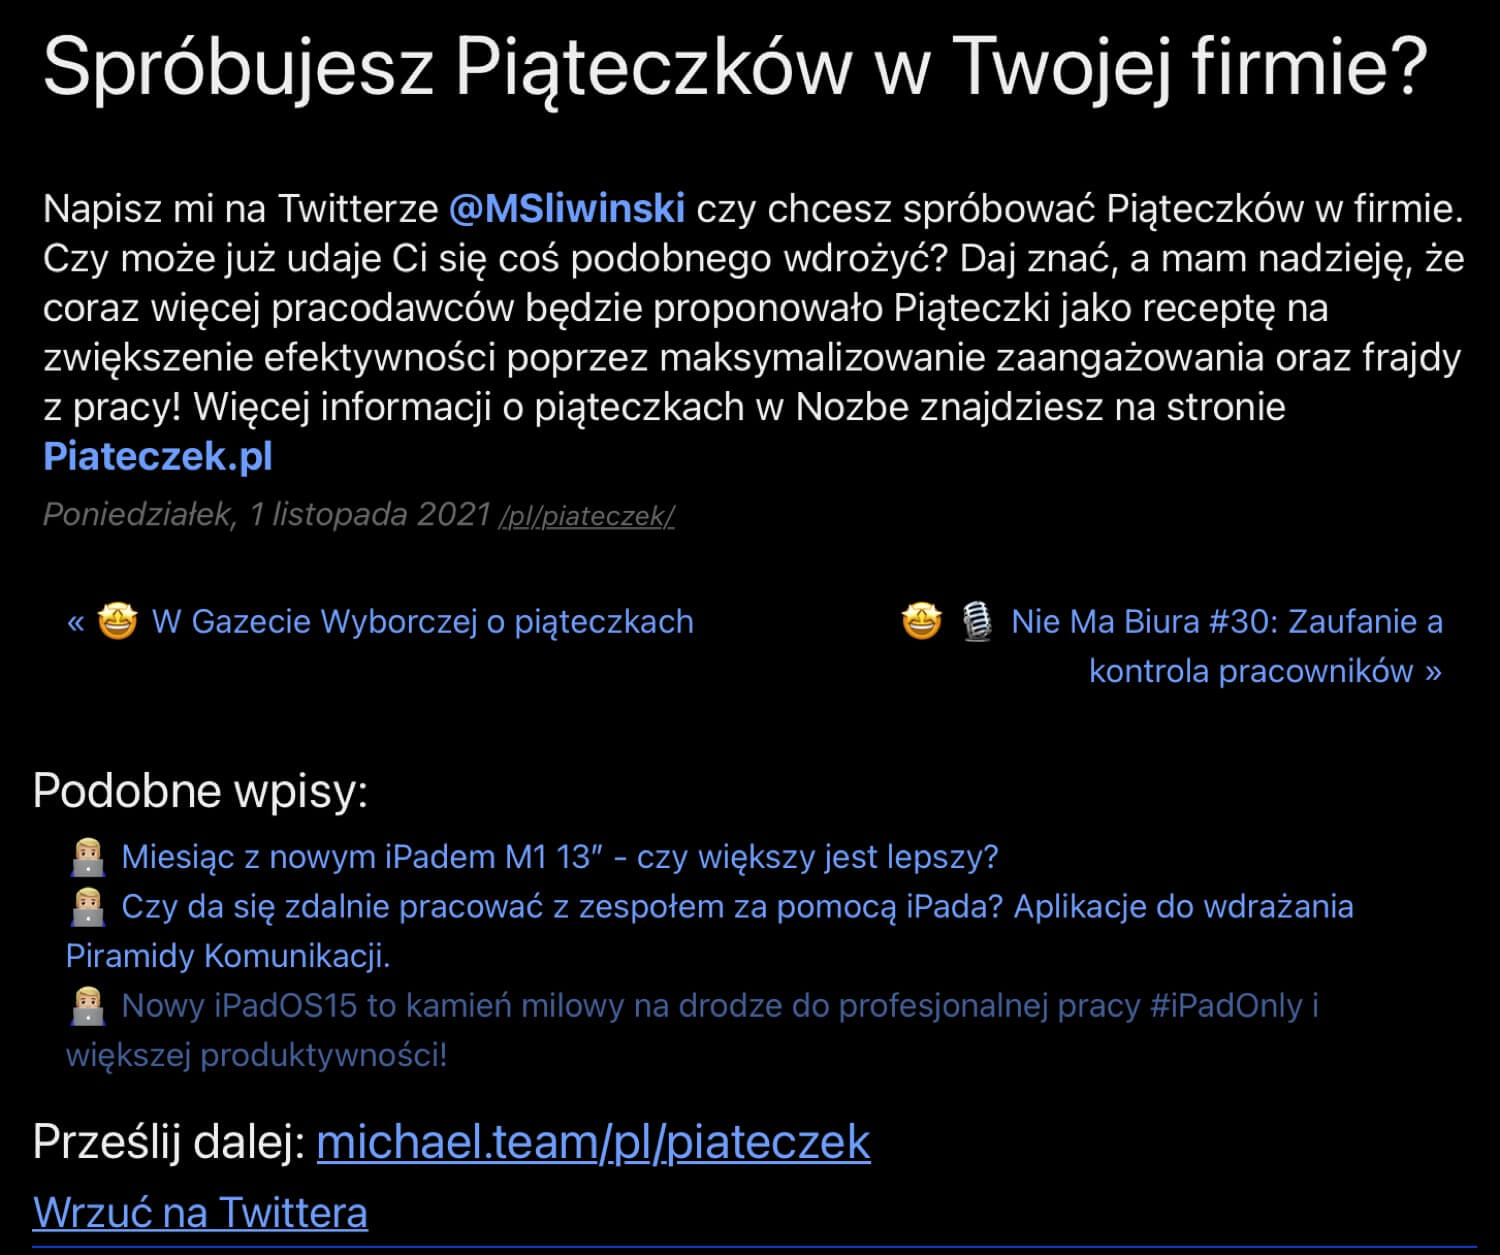 Spróbujesz Piąteczków w Twojej firmie?
Napisz mi na Twitterze @MSliwinski czy chcesz spróbować Piąteczków w firmie.
Czy może już udaje Ci się coś podobnego wdrożyć? Daj znać, a mam nadzieję, że
coraz więcej pracodawców będzie proponowało Piąteczki jako receptę na
zwiększenie efektywności poprzez maksymalizowanie zaangażowania oraz frajdy
z pracy! Więcej informacji o piąteczkach w Nozbe znajdziesz na stronie
Piateczek.pl
Poniedziałek, 1 listopada 2021 /pl/piateczek/
« 🤩 W Gazecie Wyborczej o piąteczkach
🤩 🎙 Nie Ma Biura #30: Zaufanie a
kontrola pracowników »
Podobne wpisy:
👨🏼‍💻 Miesiąc z nowym iPadem M1 13″ - czy większy jest lepszy?
👨🏼‍💻 Czy da się zdalnie pracować z zespołem za pomocą iPada? Aplikacje do wdrażania
Piramidy Komunikacji.
👨🏼‍💻 Nowy iPadOS15 to kamień milowy na drodze do profesjonalnej pracy #iPadOnly i
większej produktywności!
Prześlij dalej: michael.team/pl/piateczek
Wrzuć na Twittera